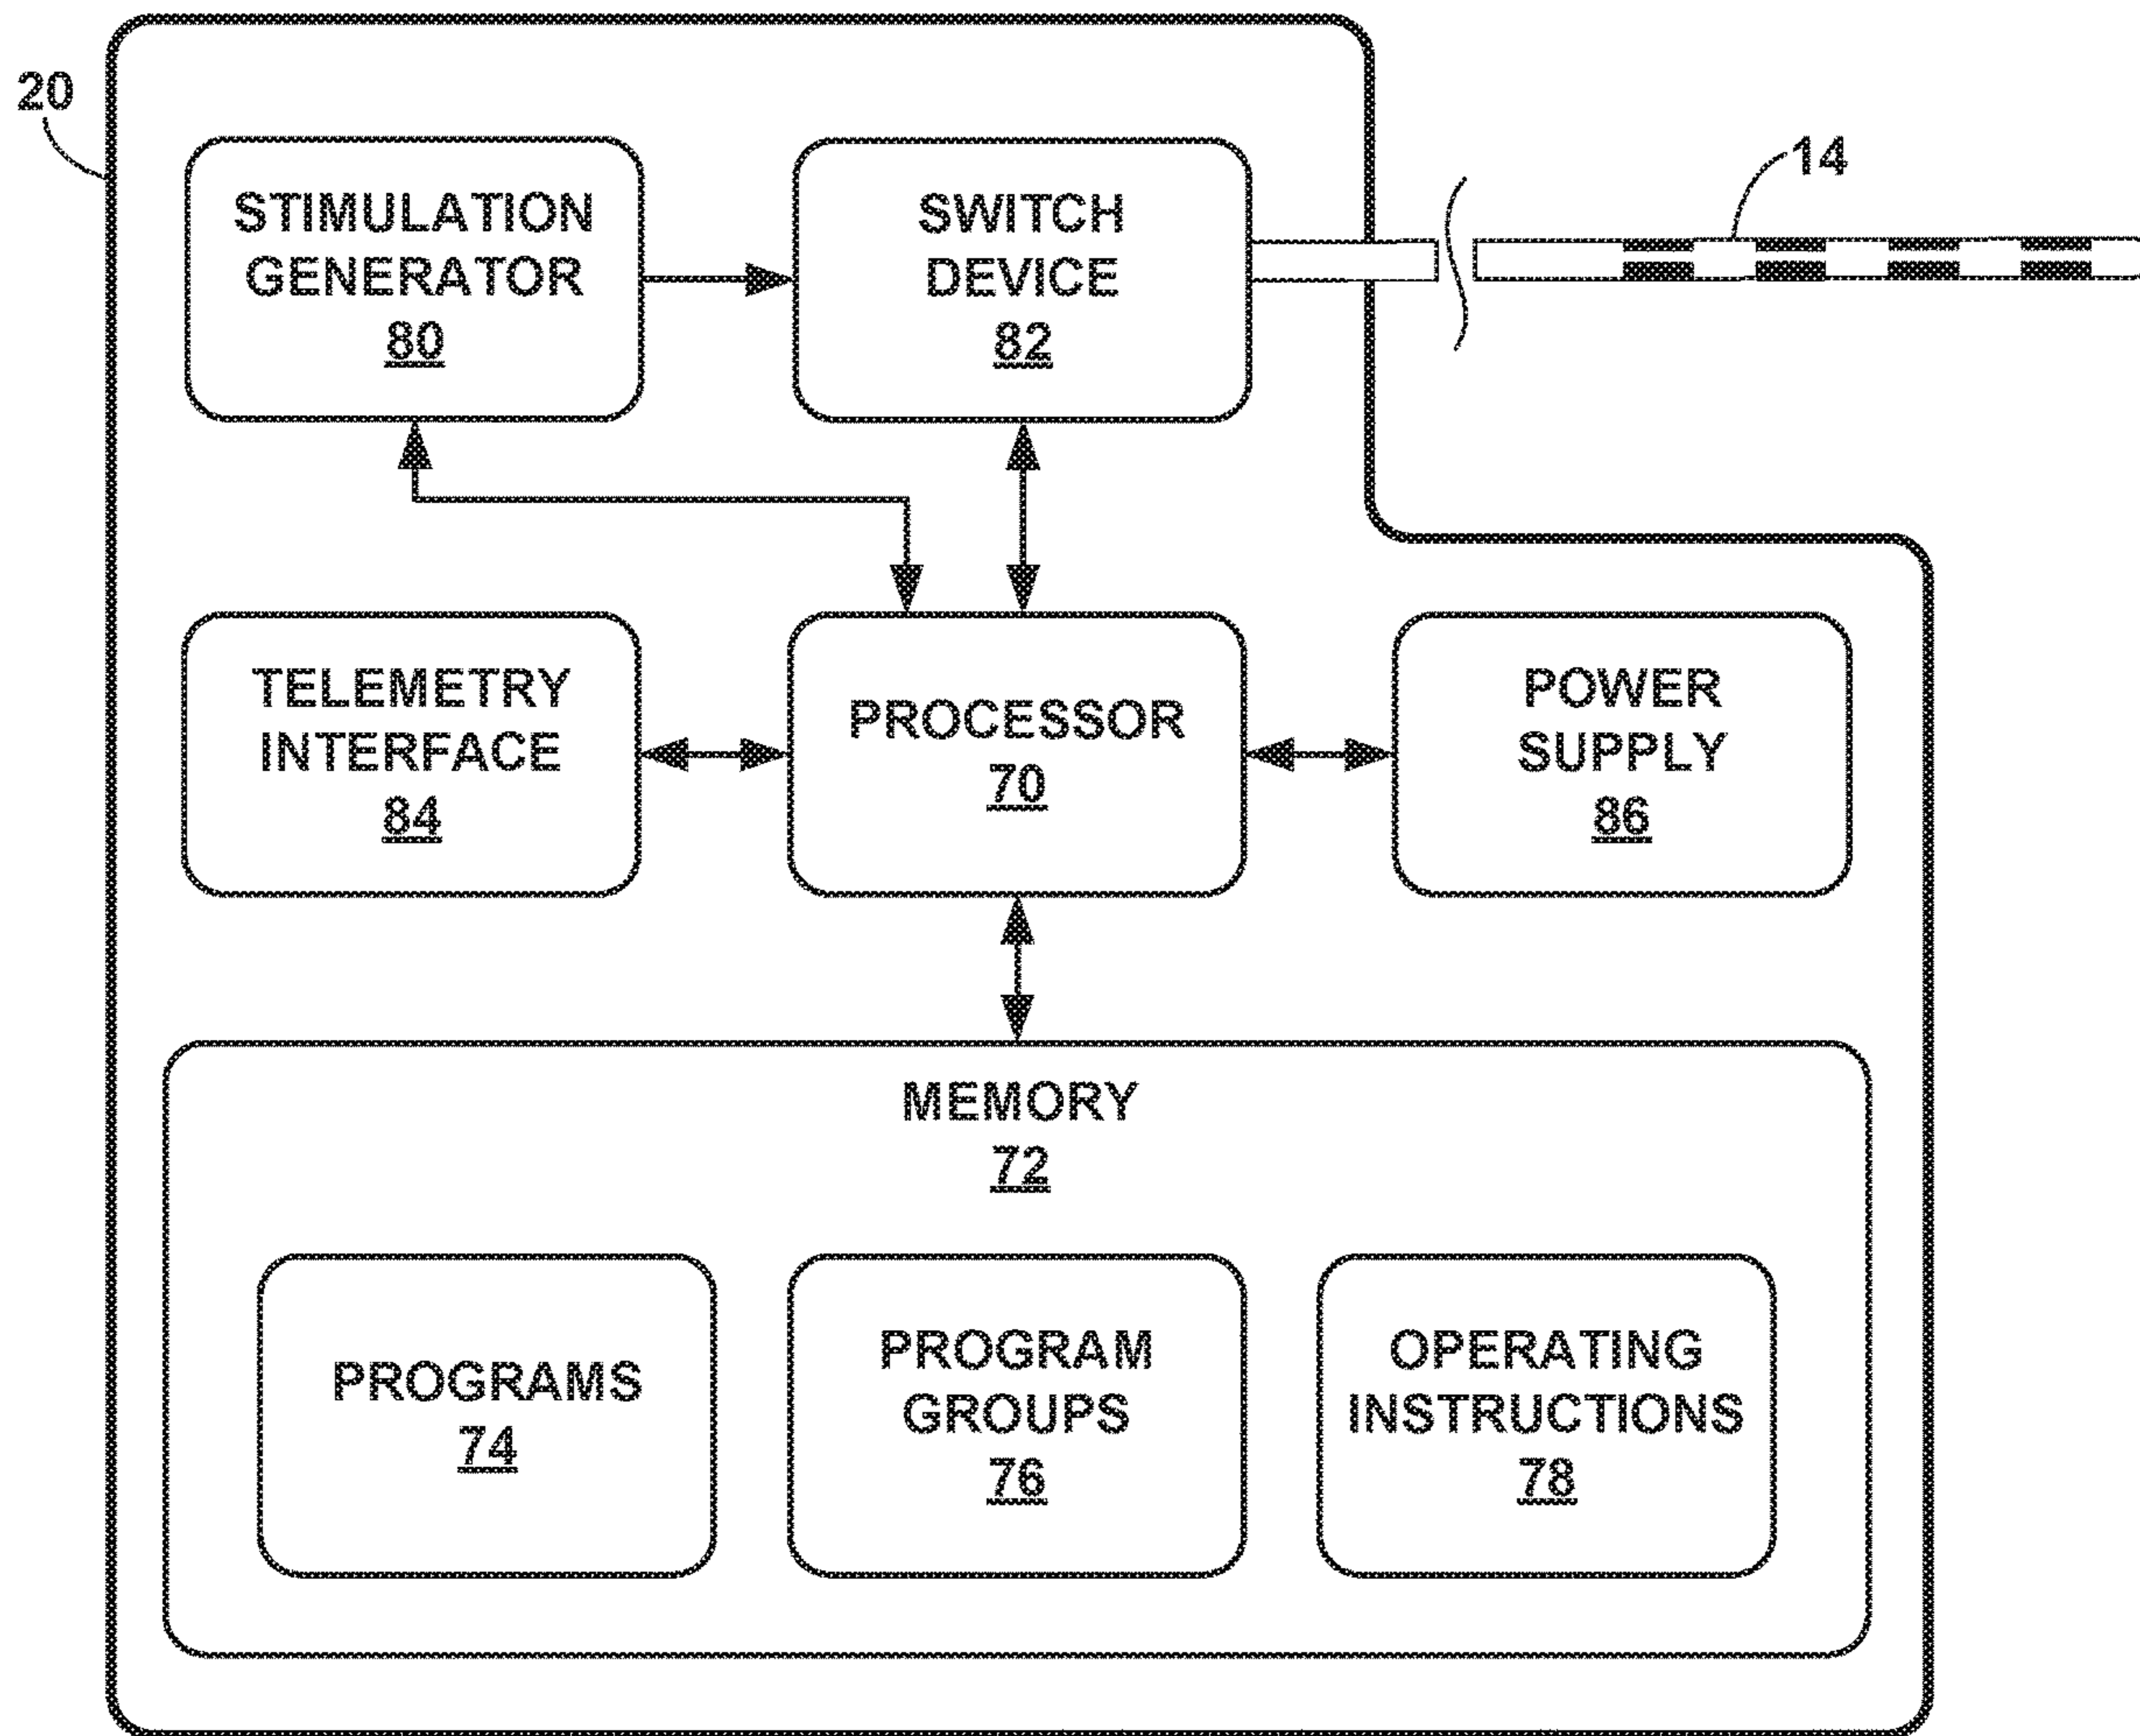 20
14
STIMULATION
GENERATOR
80
SWITCH
DEVICE
82
TELEMETRY
INTERFACE
84
PROCESSOR
70
POWER
SUPPLY
86
MEMORY
72
PROGRAMS
74
PROGRAM
GROUPS
76
OPERATING
INSTRUCTIONS
78